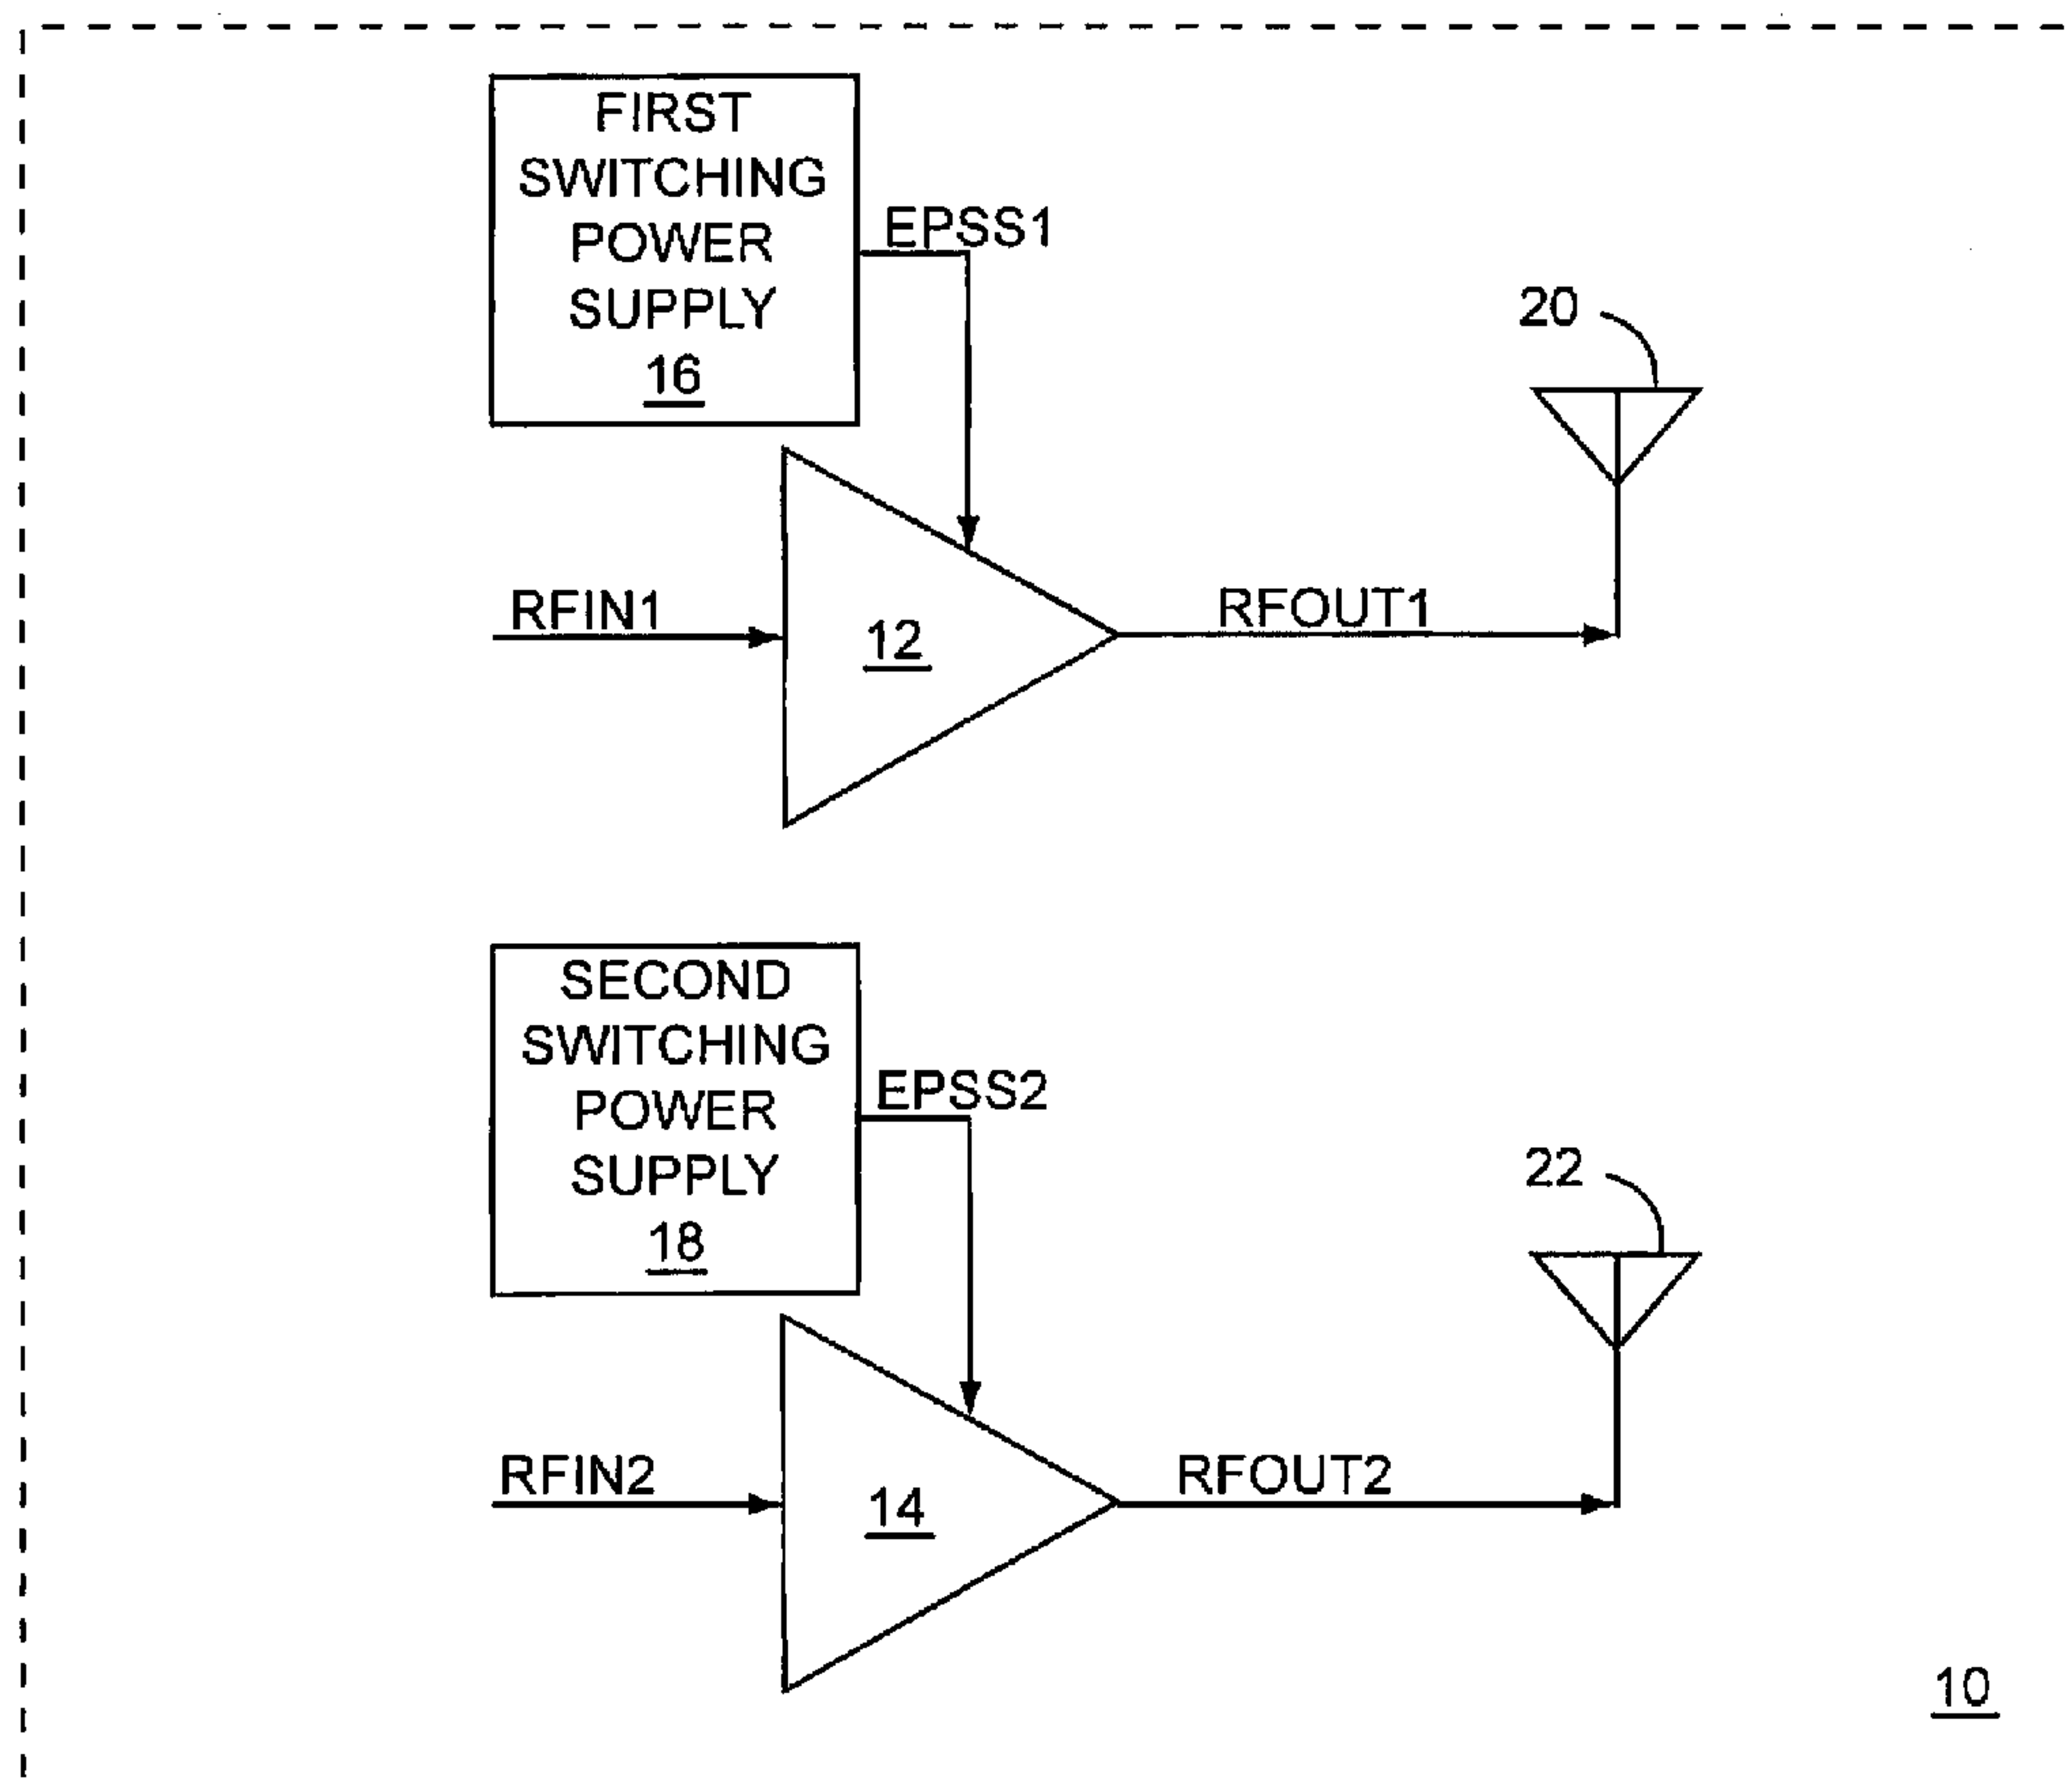 FIRST
SWITCHING
POWER
SUPPLY
16
EPSS1
20
RFIN1
12
RFOUT1
SECOND
SWITCHING
POWER
SUPPLY
18
EPSS2
22
RFIN2
14
RFOUT2
10